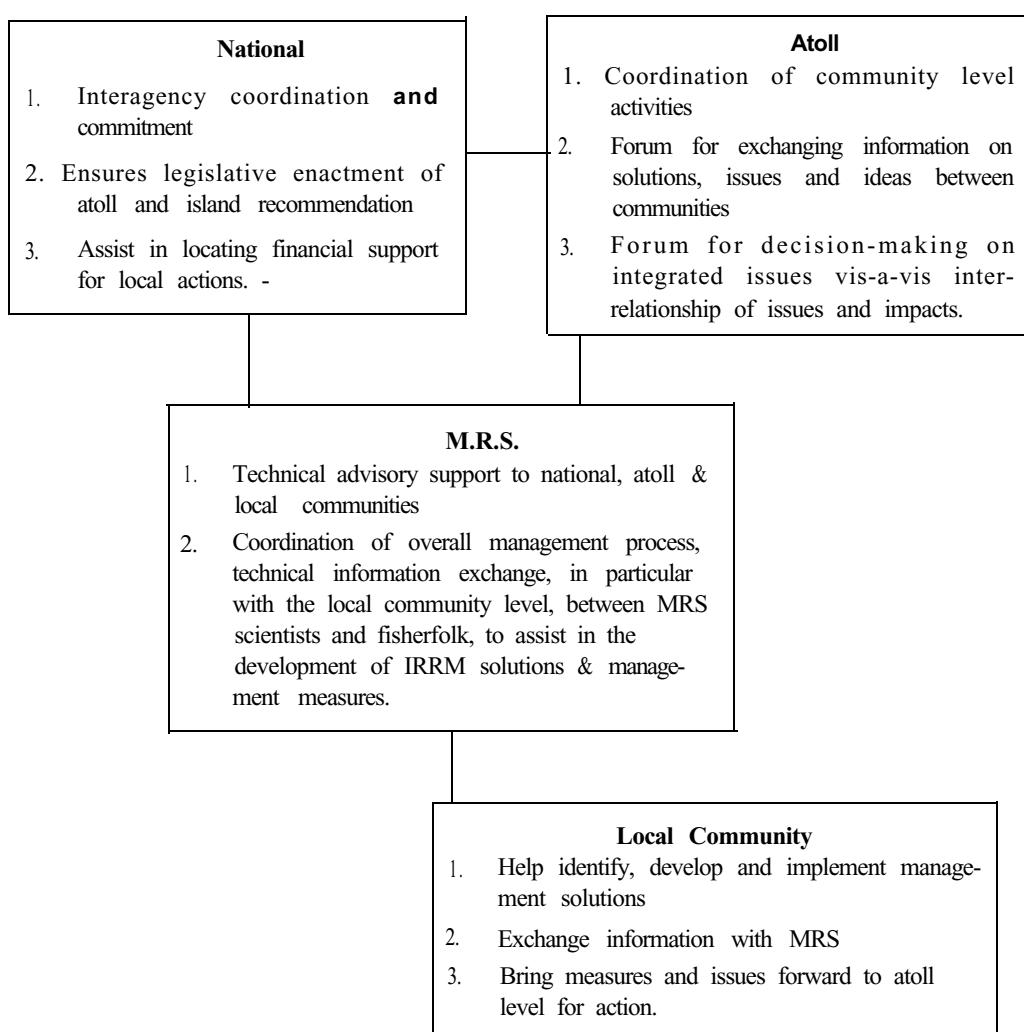 National
1. Interagency coordination and
commitment
2. Ensures legislative enactment of
atoll and island recommendation
3. Assist in locating financial support
for local actions. -
Atoll
1. Coordination of community level
activities
2. Forum for exchanging information on
solutions, issues and ideas between
communities
3. Forum for decision-making on
integrated issues vis-a-vis inter-
relationship of issues and impacts.
M.R.S.
1. Technical advisory support to national, atoll &
local communities
2. Coordination of overall management process,
technical information exchange, in particular
with the local community level, between MRS
scientists and fisherfolk, to assist in the
development of IRRM solutions & manage-
ment measures.
Local Community
1. Help identify, develop and implement manage-
ment solutions
2. Exchange information with MRS
3. Bring measures and issues forward to atoll
level for action.